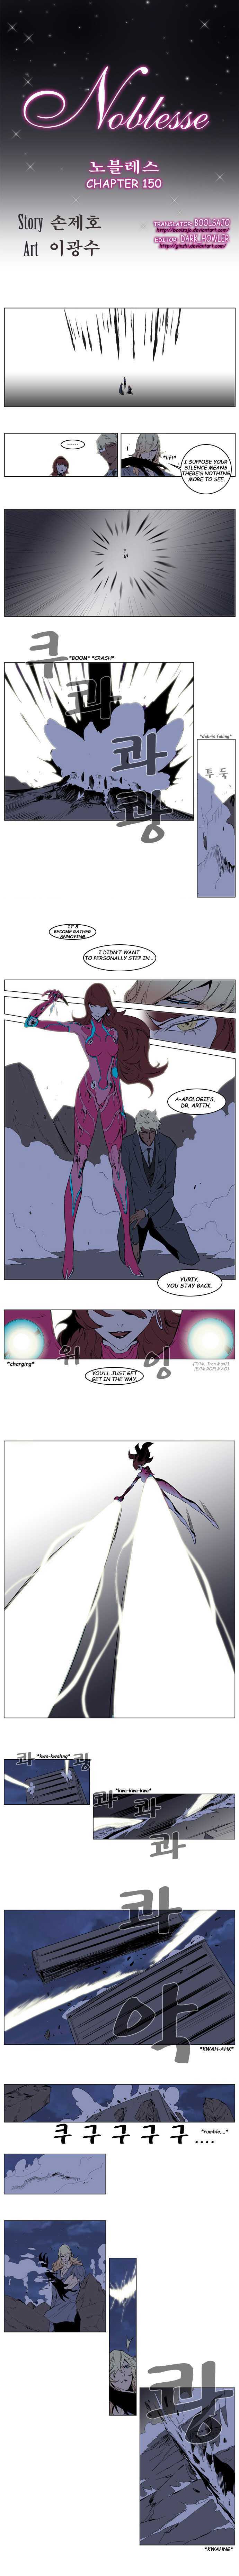 Noblesse
노블레스
CHAPTER 150
Story 손제호
Art 이광수
TRANSLATOR: BOOLSAJO
EDITOR: DARK_HOWLER
......
*lift*
I SUPPOSE YOUR
SILENCE MEANS
THERE'S NOTHING
MORE TO SEE.
쿠
*BOOM* *CRASH*
콰
콰
쾅
*debris falling*
투 둑
IT'S
BECOME RATHER
ANNOYING.
I DIDN'T WANT
TO PERSONALLY STEP IN...
A-APOLOGIES,
DR. ARITH.
YURIY.
YOU STAY BACK.
*charging*
위 잉
YOU'LL JUST GET
GET IN THE WAY.
콰 *kwa-kwahng* 쾅
콰 *kwa-kwa-kwa*
콰
콰
콰
악
*KWAH-AHK*
쿠 구 구 구 구 ....
*rumble...*
쾅
*KWAHNG*